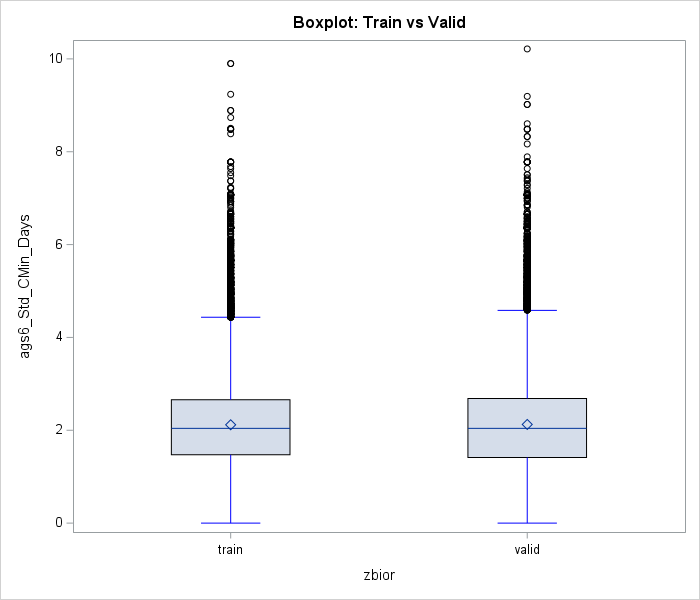 Boxplot: Train vs Valid
10
8
6
4
2
0
ags6_Std_CMin_Days
train
valid
zbior